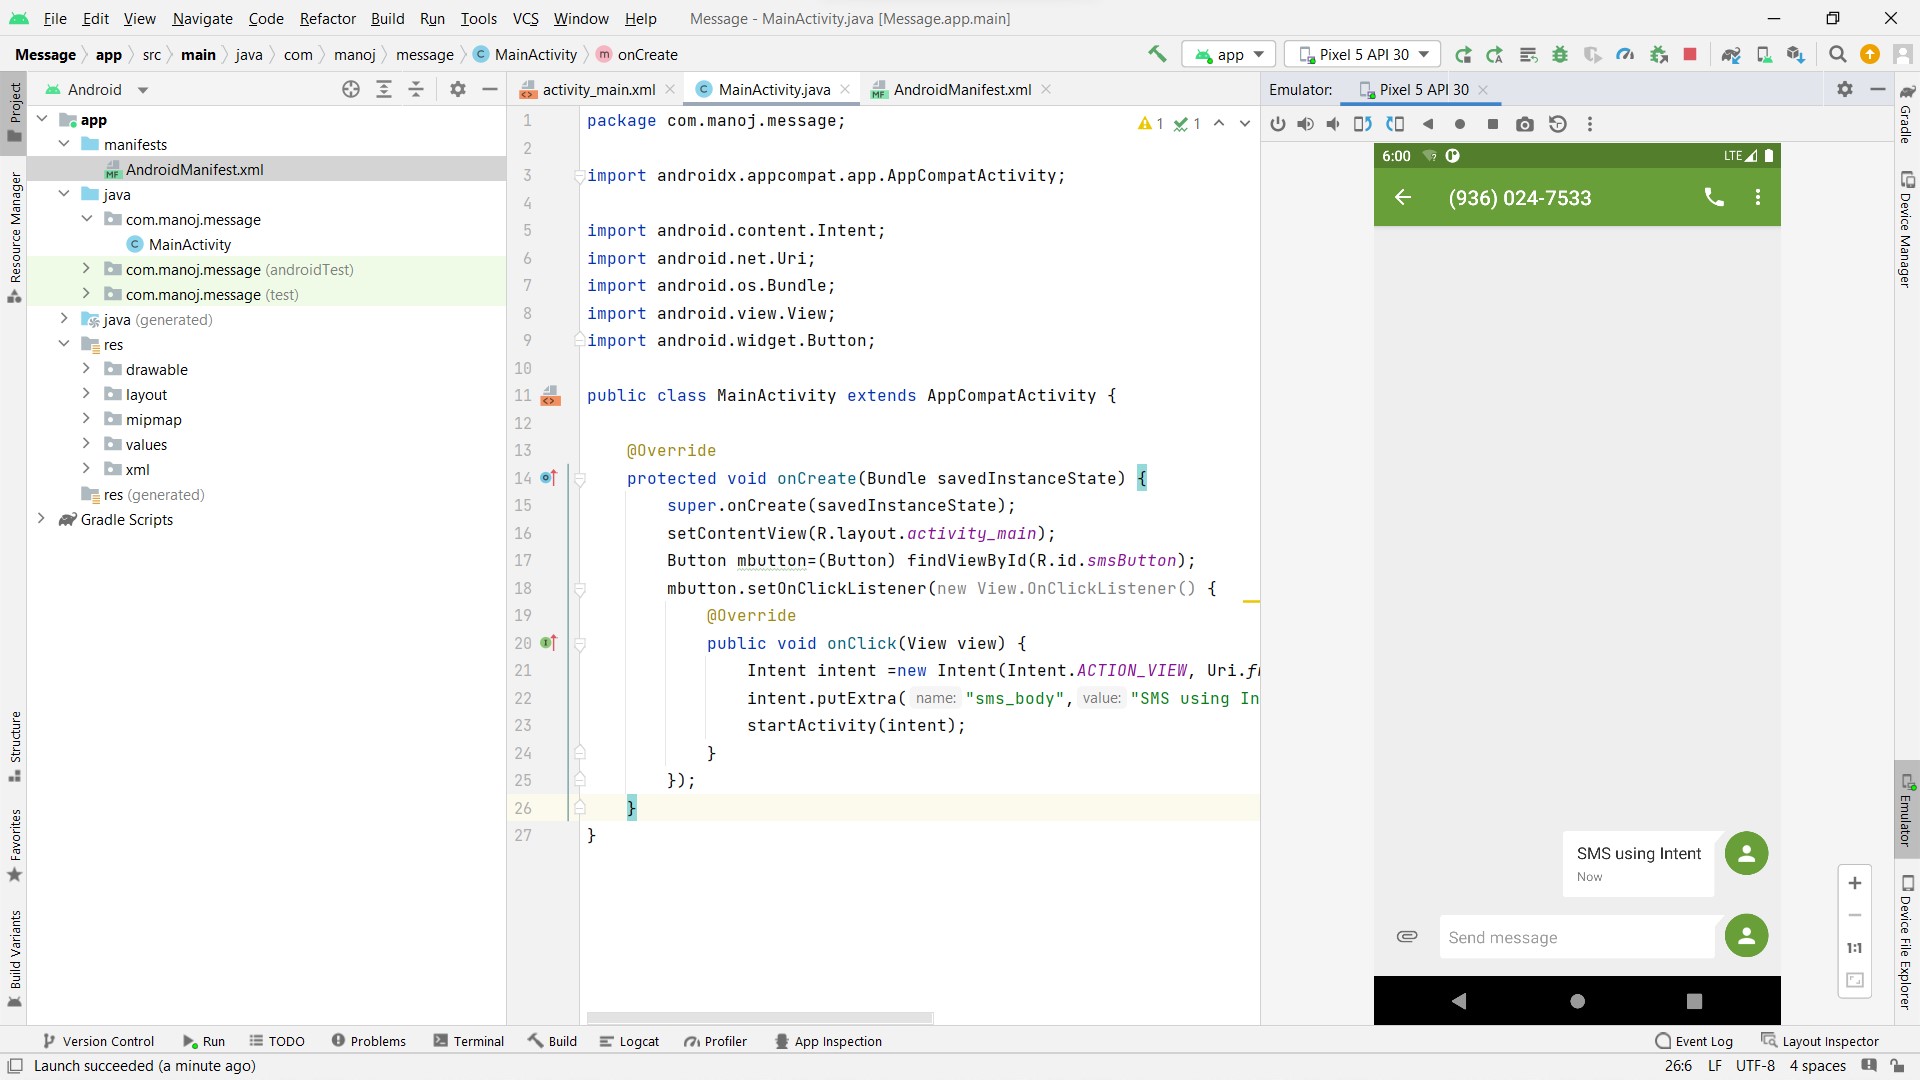 File Edit View Navigate Code Refactor Build Run Tools VCS Window Help Message - MainActivity.java [Message.app.main]
Message app src main java com manoj message C MainActivity m onCreate app Pixel 5 API 30
Android
activity_main.xml C MainActivity.java MF AndroidManifest.xml
Emulator: Pixel 5 API 30
Project
Resource Manager
Structure
Favorites
Build Variants
app
manifests
MF AndroidManifest.xml
java
com.manoj.message
C MainActivity
com.manoj.message (androidTest)
com.manoj.message (test)
java (generated)
res
drawable
layout
mipmap
values
xml
res (generated)
Gradle Scripts
1 package com.manoj.message;
2
3 import androidx.appcompat.app.AppCompatActivity;
4
5 import android.content.Intent;
6 import android.net.Uri;
7 import android.os.Bundle;
8 import android.view.View;
9 import android.widget.Button;
10
11 public class MainActivity extends AppCompatActivity {
12
13 @Override
14 protected void onCreate(Bundle savedInstanceState) {
15 super.onCreate(savedInstanceState);
16 setContentView(R.layout.activity_main);
17 Button mbutton=(Button) findViewById(R.id.smsButton);
18 mbutton.setOnClickListener(new View.OnClickListener() {
19 @Override
20 public void onClick(View view) {
21 Intent intent =new Intent(Intent.ACTION_VIEW, Uri.fr
22 intent.putExtra( name: "sms_body", value: "SMS using In
23 startActivity(intent);
24 }
25 });
26 }
27 }
1 1
6:00 LTE
(936) 024-7533
SMS using Intent
Now
Send message
1:1
Gradle
Device Manager
Emulator
Device File Explorer
Version Control Run TODO Problems Terminal Build Logcat Profiler App Inspection Event Log Layout Inspector
Launch succeeded (a minute ago) 26:6 LF UTF-8 4 spaces